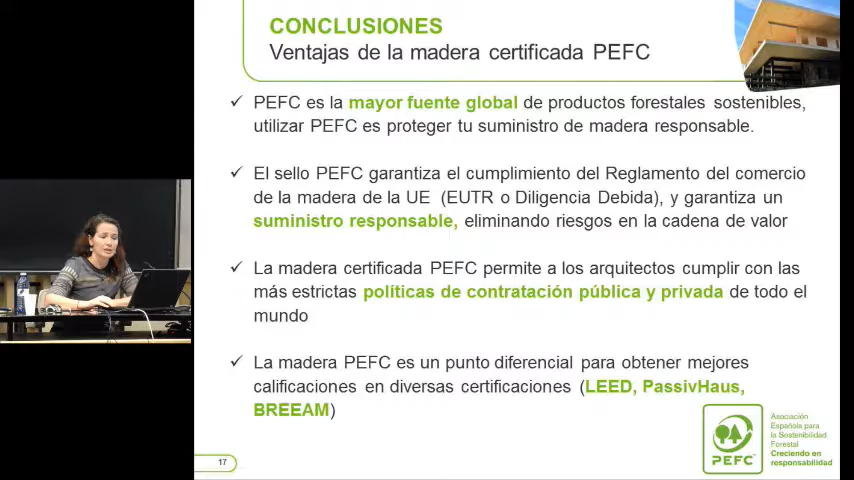 CONCLUSIONES
Ventajas de la madera certificada PEFC
✓ PEFC es la mayor fuente global de productos forestales sostenibles,
utilizar PEFC es proteger tu suministro de madera responsable.
✓ El sello PEFC garantiza el cumplimiento del Reglamento del comercio
de la madera de la UE (EUTR o Diligencia Debida), y garantiza un
suministro responsable, eliminando riesgos en la cadena de valor
✓ La madera certificada PEFC permite a los arquitectos cumplir con las
más estrictas políticas de contratación pública y privada de todo el
mundo
✓ La madera PEFC es un punto diferencial para obtener mejores
calificaciones en diversas certificaciones (LEED, PassivHaus,
BREEAM)
17
PEFC
Asociación
Española para
la Sostenibilidad
Forestal
Creciendo en
responsabilidad